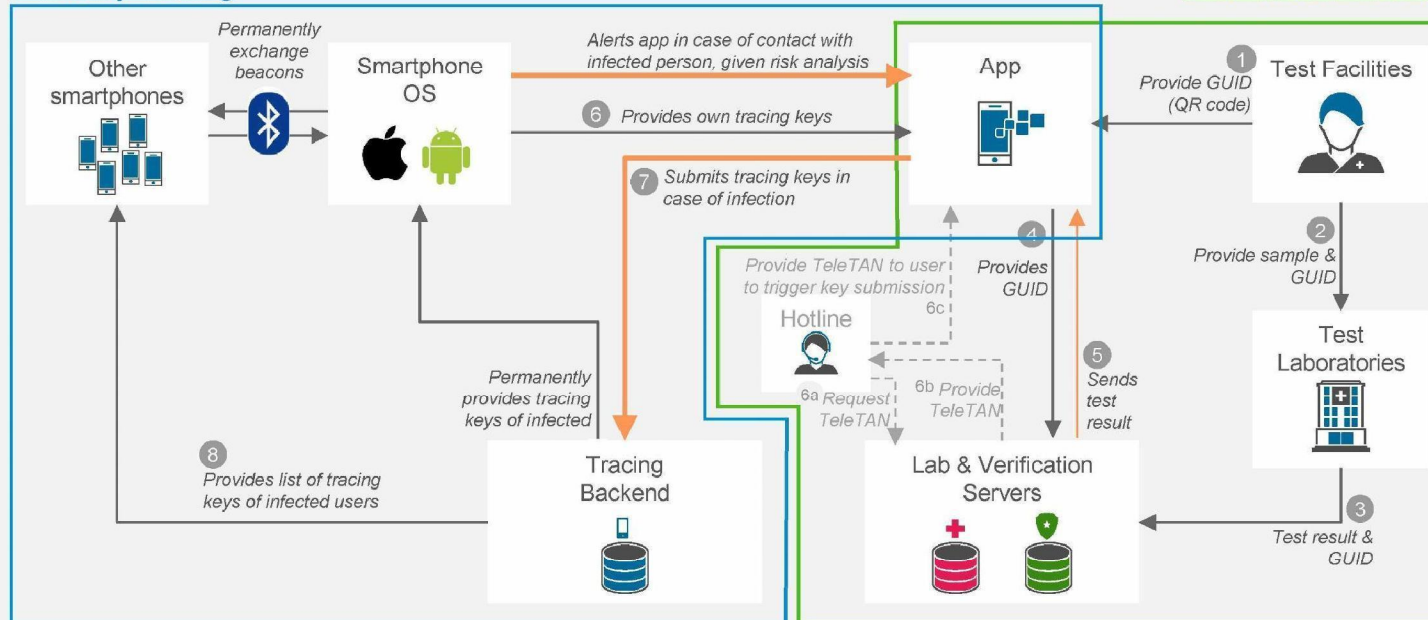 Permanently
exchange
beacons
Other
smartphones
Smartphone
OS
Alerts app in case of contact with
infected person, given risk analysis
App
1
Provide GUID
(QR code)
Test Facilities
6 Provides own tracing keys
7 Submits tracing keys in
case of infection
2
Provide sample &
GUID
4
Provides
GUID
Provide TeleTAN to user
to trigger key submission
6c
Hotline
6a Request
TeleTAN
6b Provide
TeleTAN
5
Sends
test
result
Test
Laboratories
Permanently
provides tracing
keys of infected
8
Provides list of tracing
keys of infected users
Tracing
Backend
Lab & Verification
Servers
3
Test result &
GUID